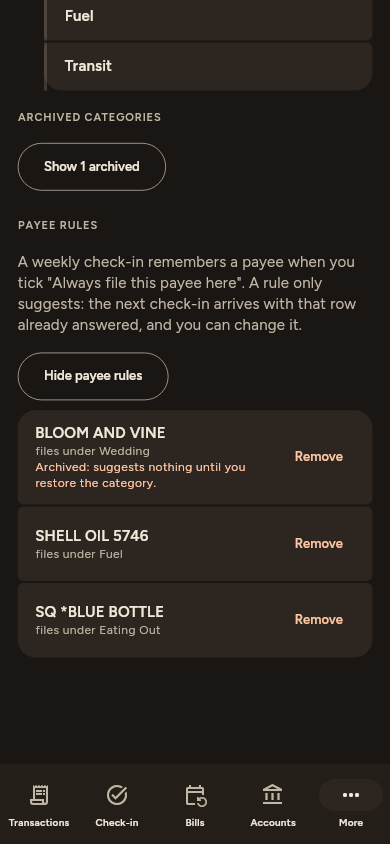 Fuel
Transit
ARCHIVED CATEGORIES
Show 1 archived
PAYEE RULES
A weekly check-in remembers a payee when you
tick "Always file this payee here". A rule only
suggests: the next check-in arrives with that row
already answered, and you can change it.
Hide payee rules
BLOOM AND VINE
files under Wedding
Archived: suggests nothing until you
restore the category.
Remove
SHELL OIL 5746
files under Fuel
Remove
SQ *BLUE BOTTLE
files under Eating Out
Remove
Transactions
Check-in
Bills
Accounts
More